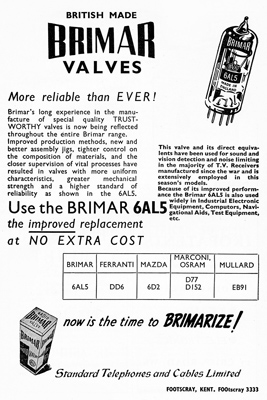 BRITISH MADE
BRIMAR
VALVES
More reliable than EVER!
Brimar's long experience in the manu-
facture of special quality TRUST-
WORTHY valves is now being reflected
throughout the entire Brimar range.
Improved production methods, new and
better assembly jigs, tighter control on
the composition of materials, and the
closer supervision of vital processes have
resulted in valves with more uniform
characteristics, greater mechanical
strength and a higher standard of
reliability as shown in the 6AL5.
BRIMAR
6AL5
This valve and its direct equiva-
lents have been used for sound and
vision detection and noise limiting
in the majority of T.V. Receivers
manufactured since the war and is
extensively employed in this
season's models.
Because of its improved perform-
ance the Brimar 6AL5 is also used
widely in Industrial Electronic
Equipment, Computors, Navi-
gational Aids, Test Equipment,
etc.
Use the BRIMAR 6AL5
the improved replacement
at NO EXTRA COST
BRIMAR FERRANTI MAZDA MARCONI, OSRAM MULLARD
6AL5 DD6 6D2 D77 D152 EB91
now is the time to BRIMARIZE!
Standard Telephones and Cables Limited
FOOTSCRAY, KENT. FOOtscray 3333